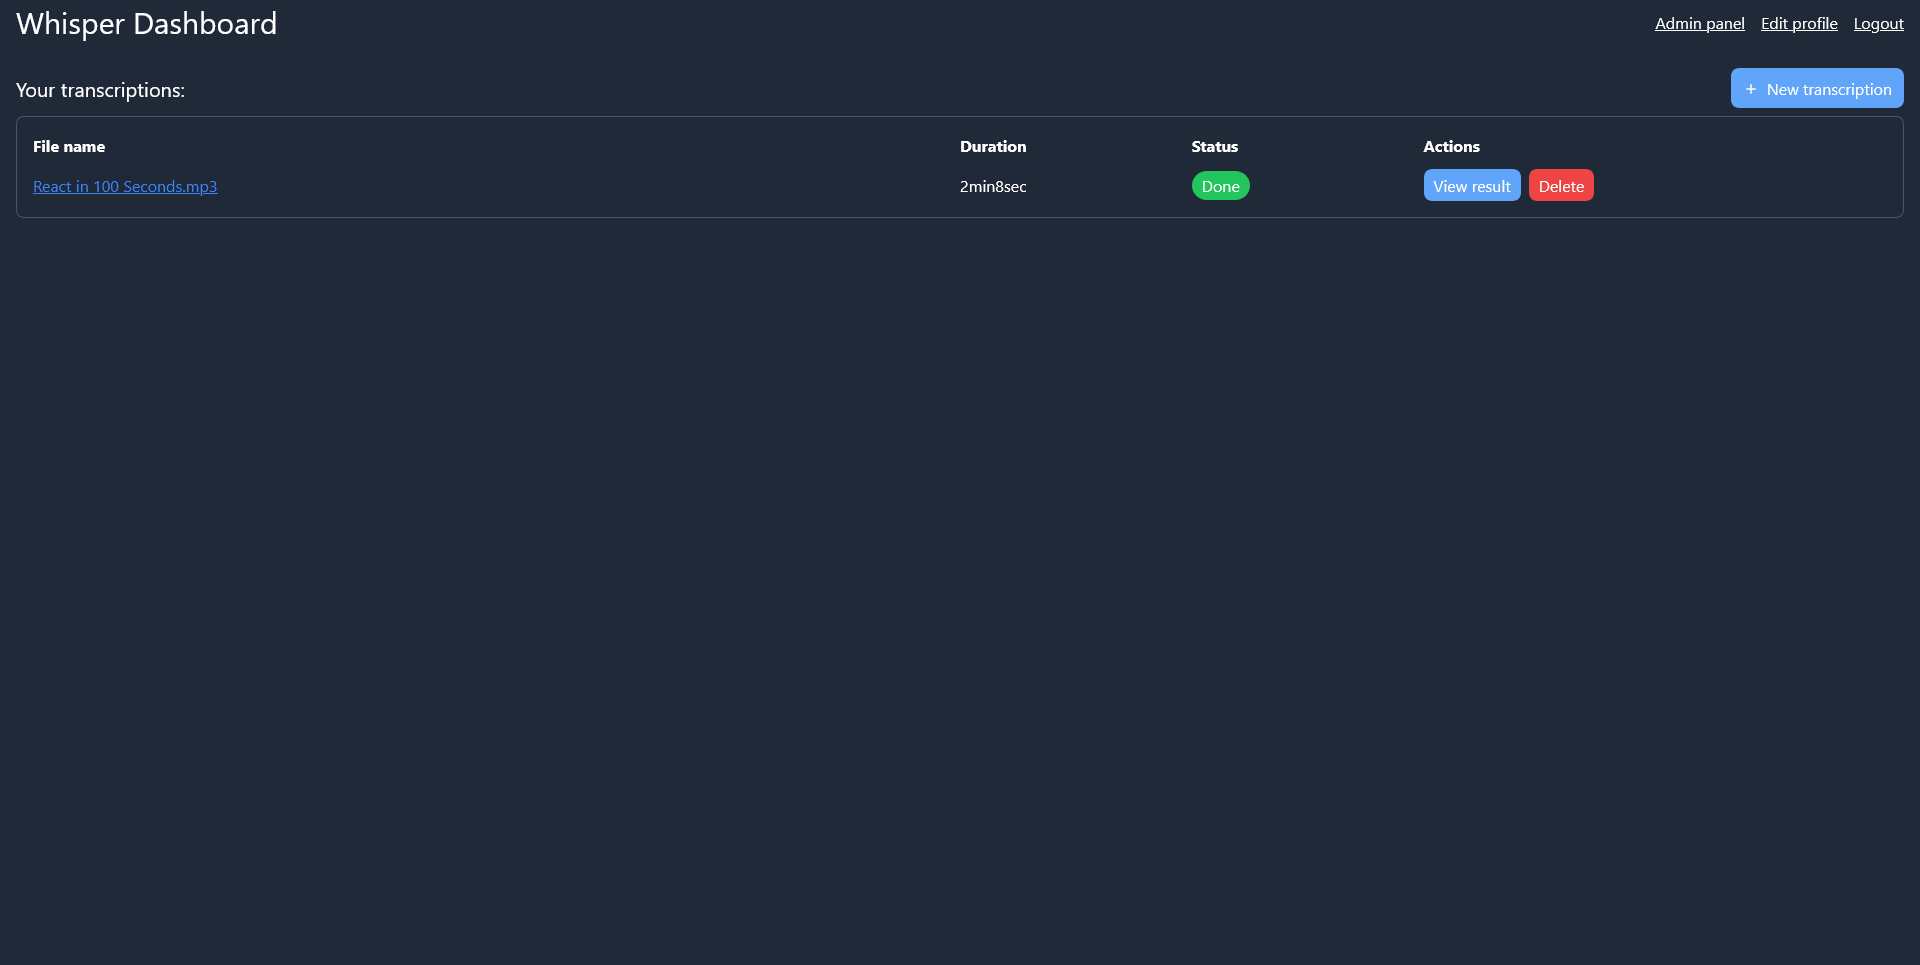 Whisper Dashboard
Admin panel Edit profile Logout
Your transcriptions:
+ New transcription
File name Duration Status Actions
React in 100 Seconds.mp3 2min8sec Done View result Delete